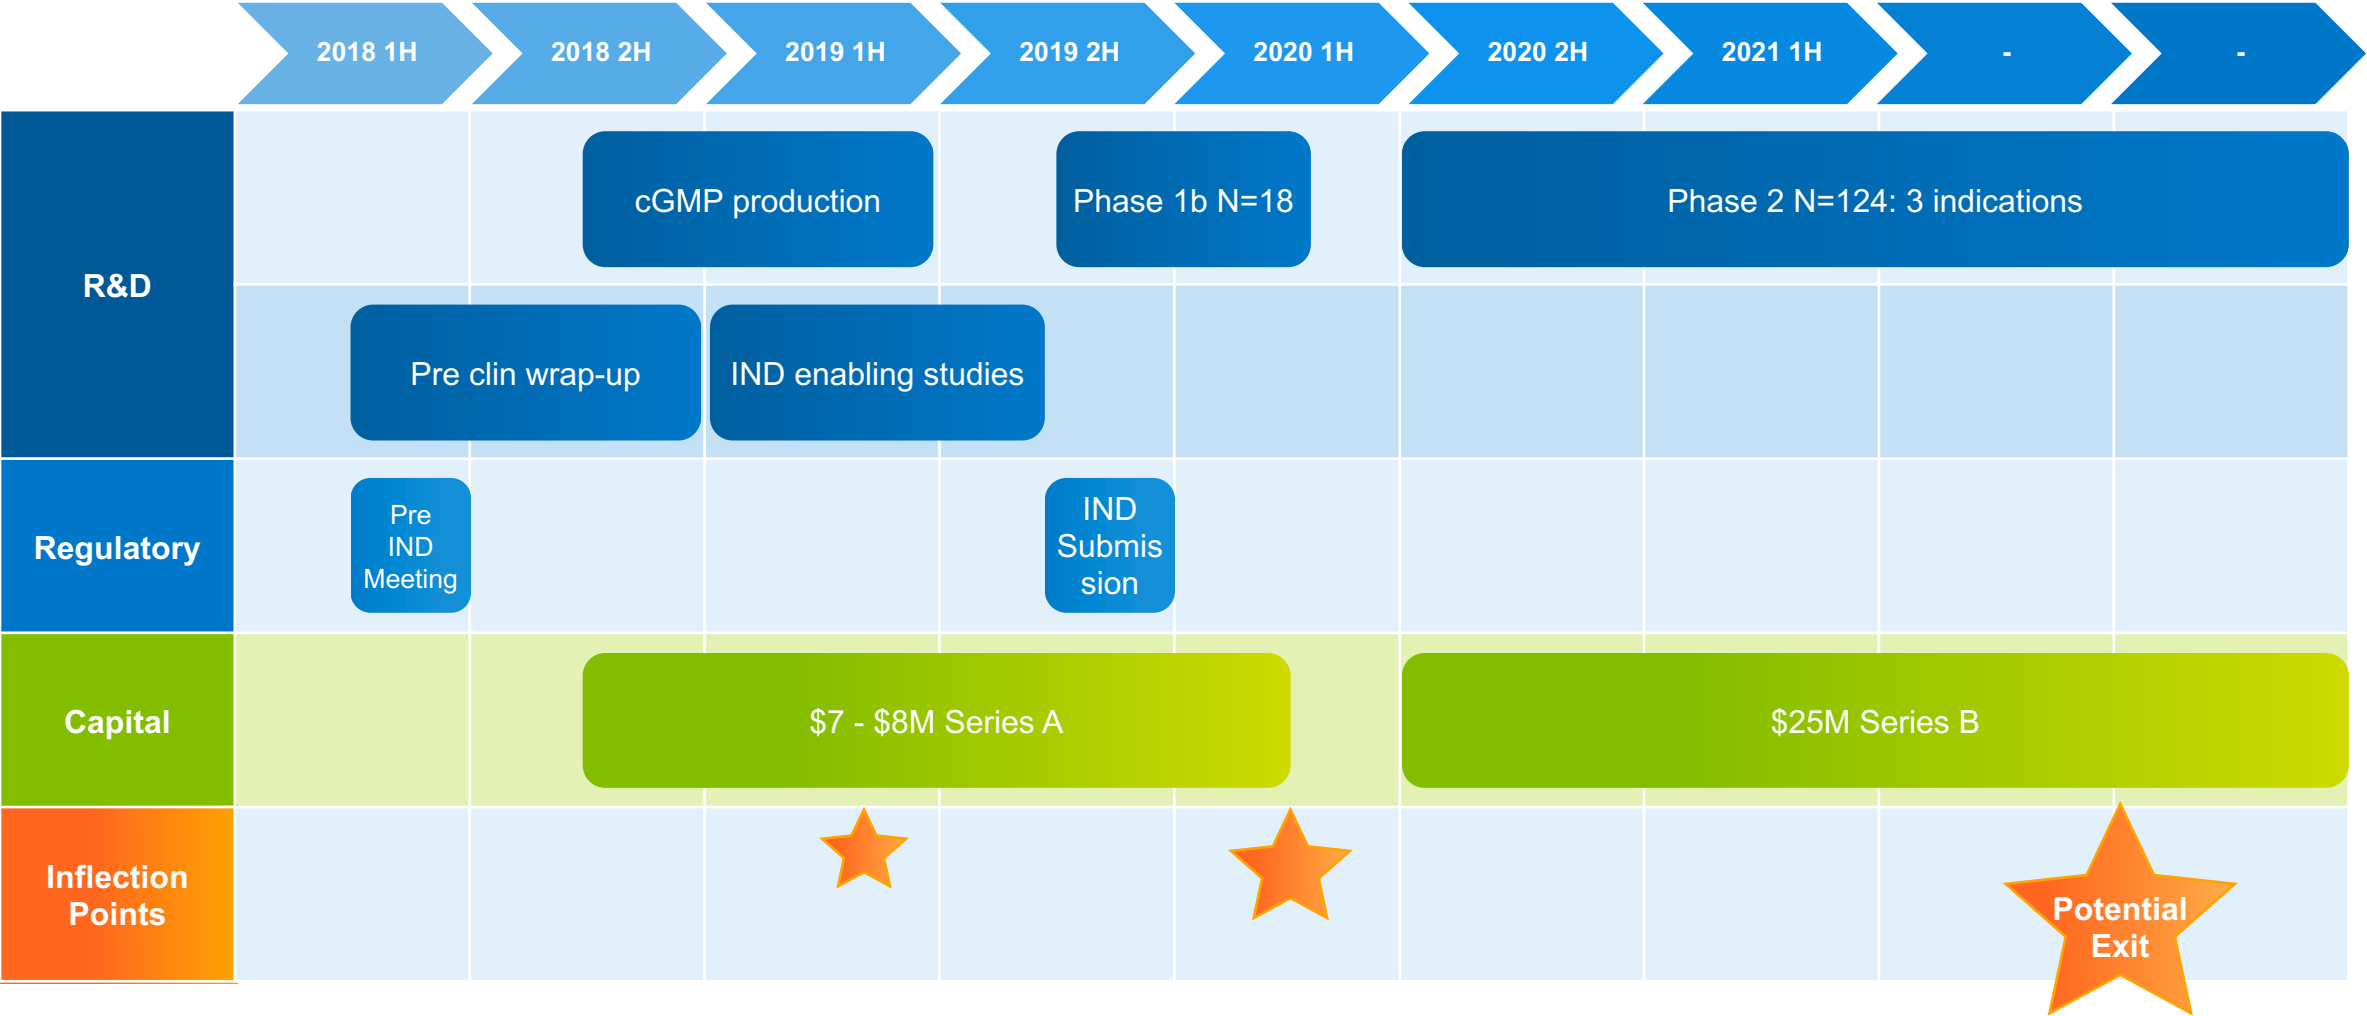 2018 1H
2018 2H
2019 1H
2019 2H
2020 1H
2020 2H
2021 1H
-
-
R&D
cGMP production
Phase 1b N=18
Phase 2 N=124: 3 indications
Pre clin wrap-up
IND enabling studies
Regulatory
Pre
IND
Meeting
IND
Submis
sion
Capital
$7 - $8M Series A
$25M Series B
Inflection
Points
Potential
Exit